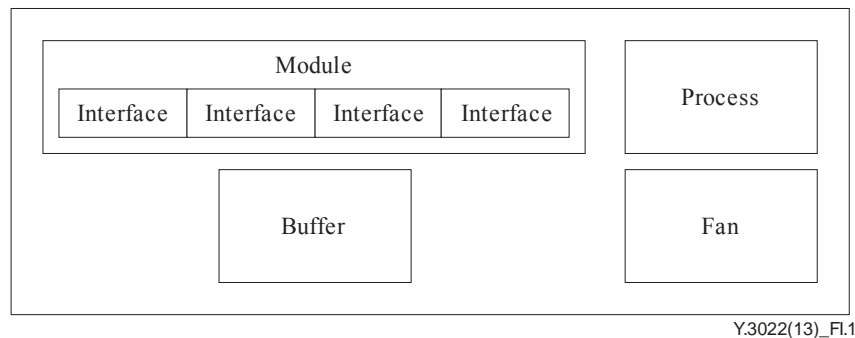 Module
Interface Interface Interface Interface
Process
Buffer
Fan
Y.3022(13)_FI.1